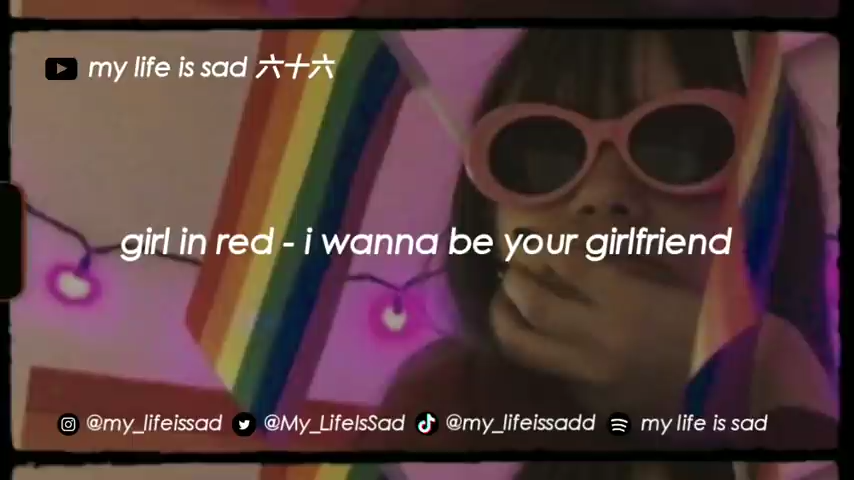 my life is sad 六十六
girl in red - i wanna be your girlfriend
@my_lifeissad @My_LifeIsSad @my_lifeissadd my life is sad